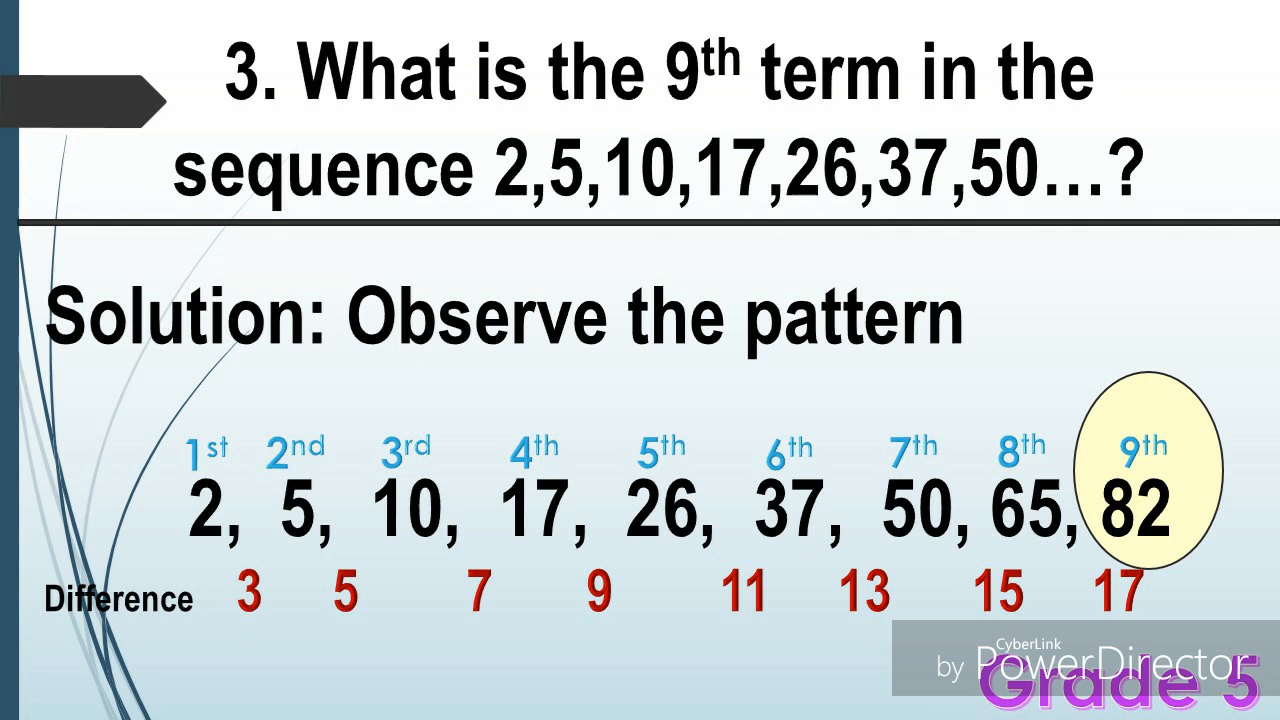 3. What is the 9th term in the
sequence 2,5,10,17,26,37,50...?
Solution: Observe the pattern
1st 2nd 3rd 4th 5th 6th 7th 8th 9th
2, 5, 10, 17, 26, 37, 50, 65, 82
Difference 3 5 7 9 11 13 15 17
CyberLink
by PowerDirector
Grade 5